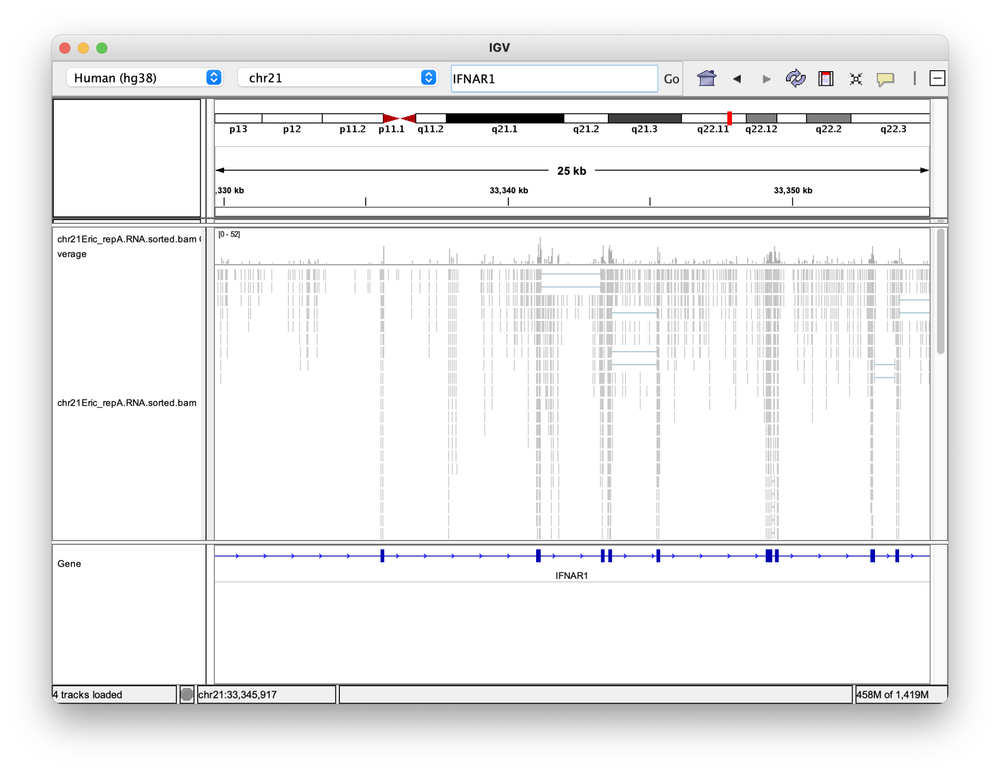 IGV
Human (hg38) chr21 IFNAR1 Go
p13 p12 p11.2 p11.1 q11.2 q21.1 q21.2 q21.3 q22.11 q22.12 q22.2 q22.3
25 kb
,330 kb 33,340 kb 33,350 kb
[0 - 52]
chr21Eric_repA.RNA.sorted.bam
verage
chr21Eric_repA.RNA.sorted.bam
Gene
IFNAR1
4 tracks loaded chr21:33,345,917 458M of 1,419M